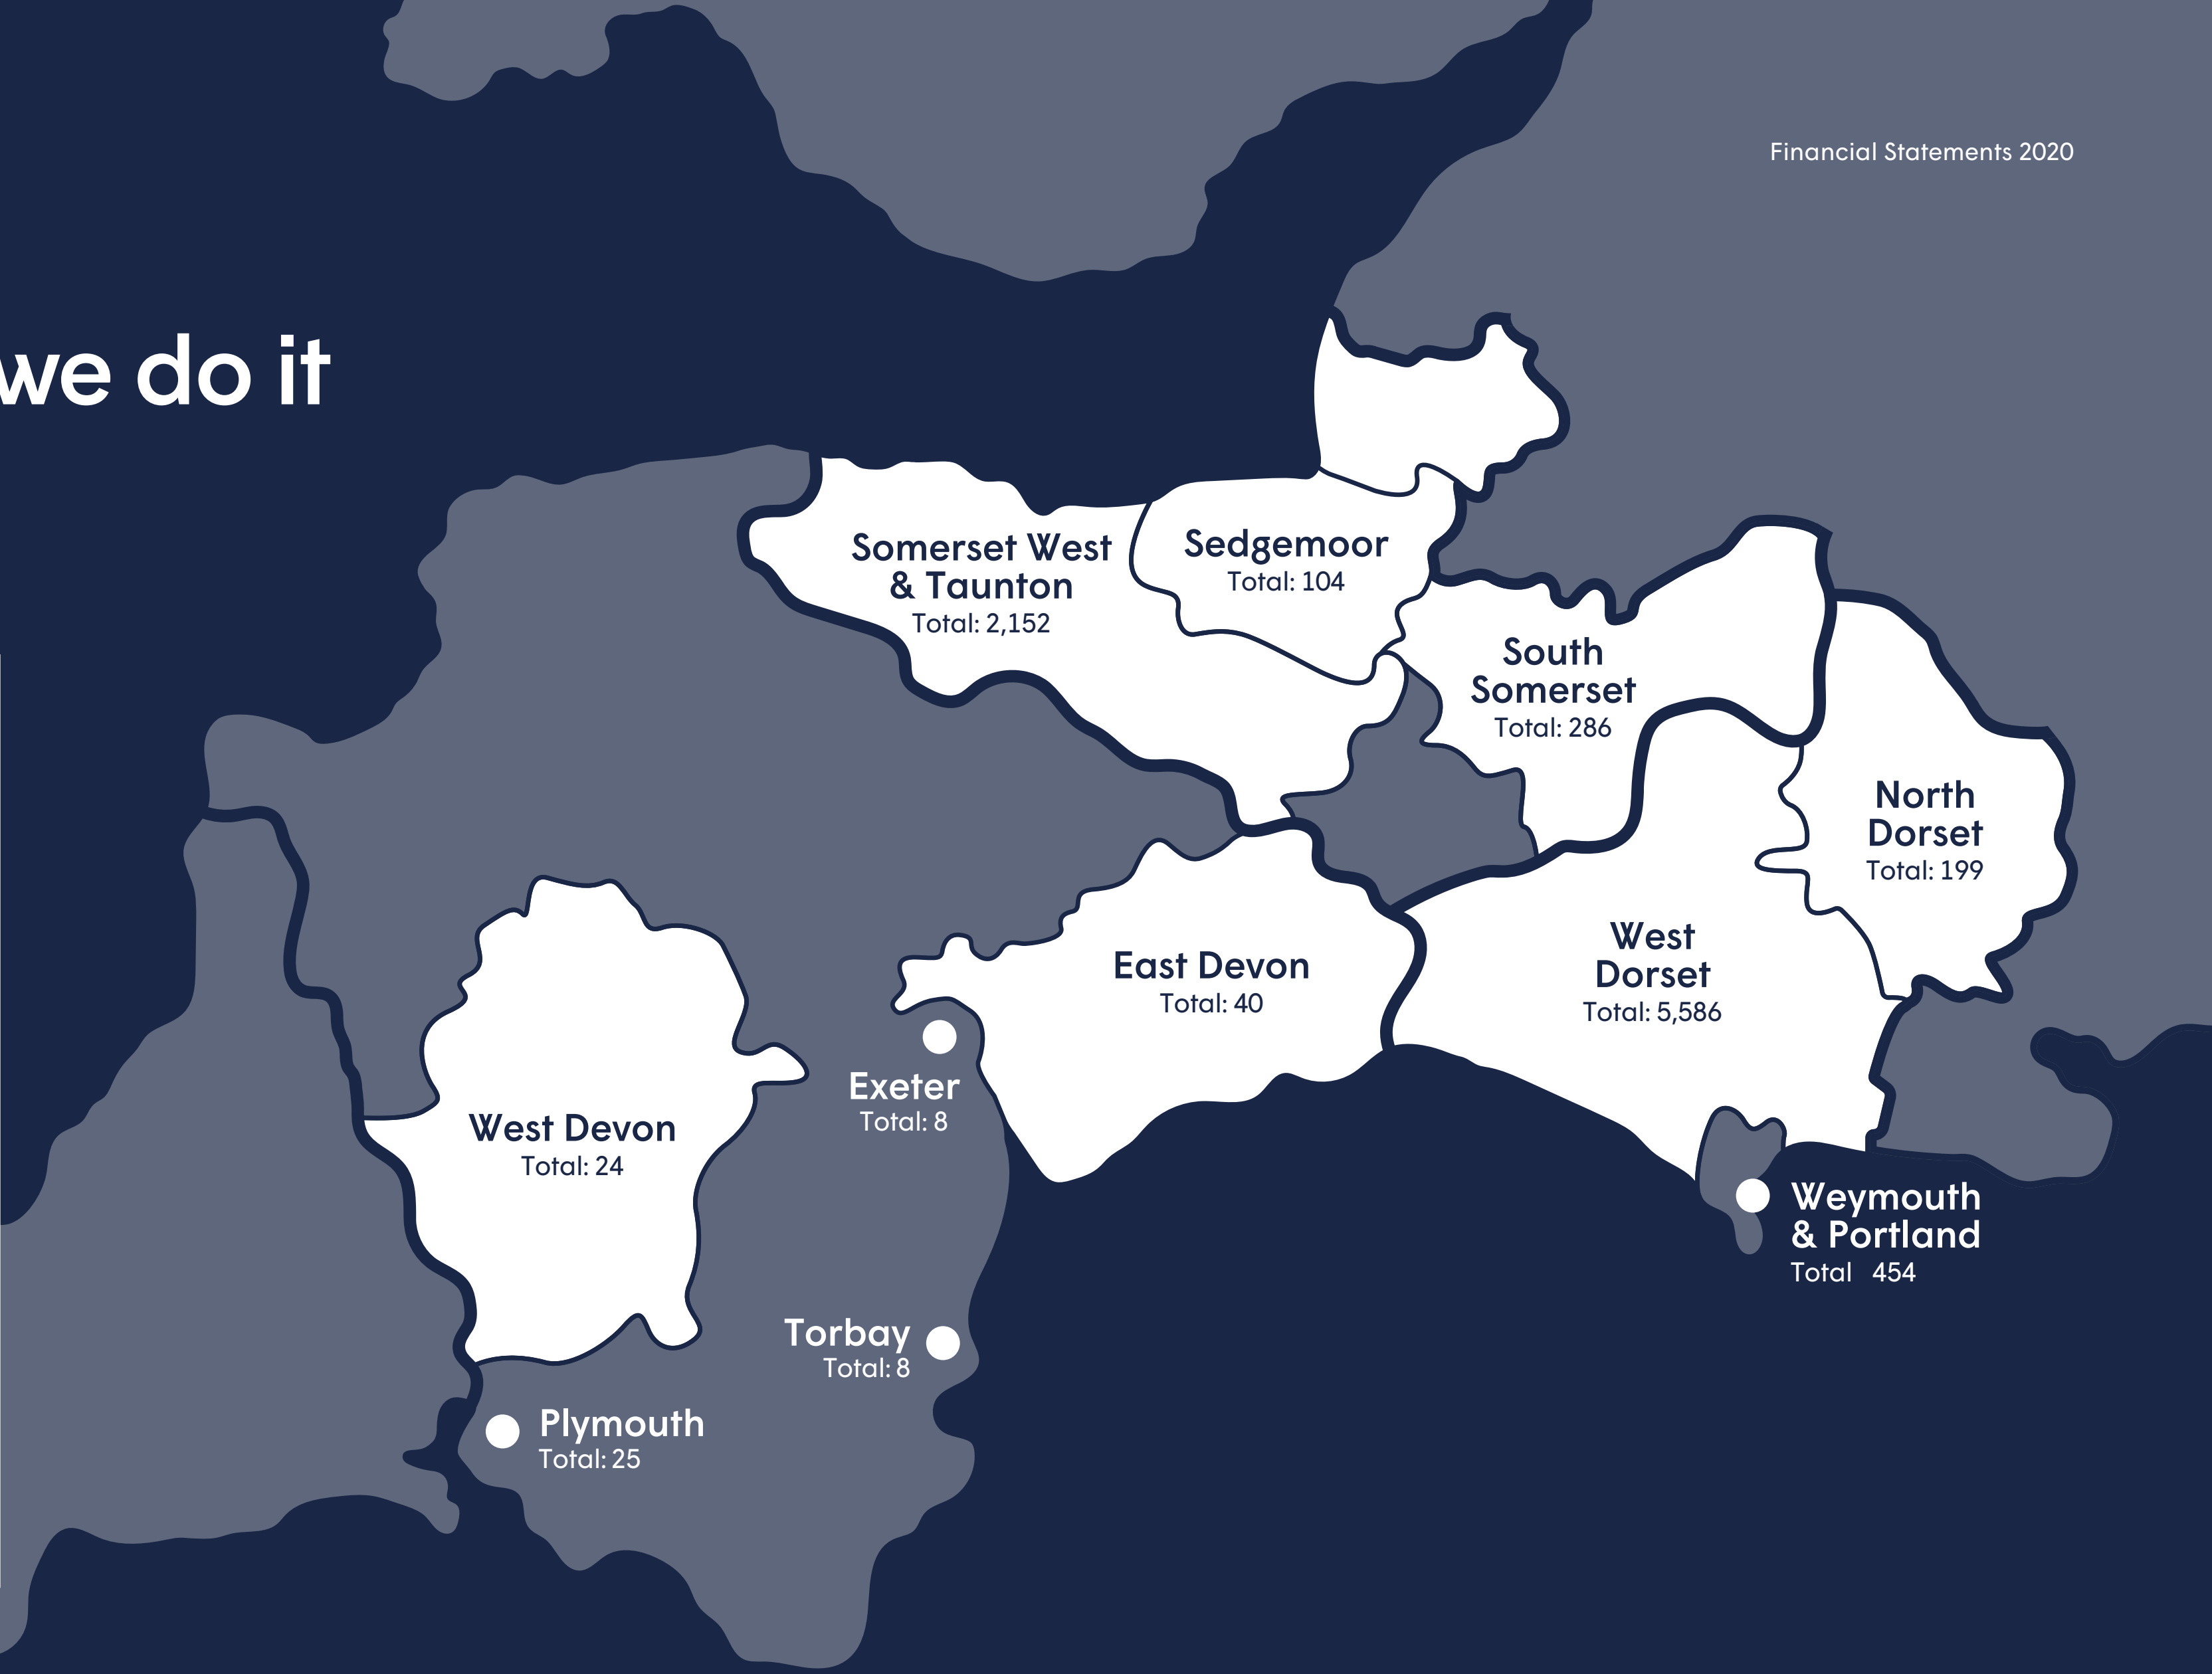 Financial Statements 2020
we do it
Somerset West
& Taunton
Total: 2,152
Sedgemoor
Total: 104
South
Somerset
Total: 286
North
Dorset
Total: 199
West
Dorset
Total: 5,586
East Devon
Total: 40
Exeter
Total: 8
West Devon
Total: 24
Weymouth
& Portland
Total 454
Torbay
Total: 8
Plymouth
Total: 25